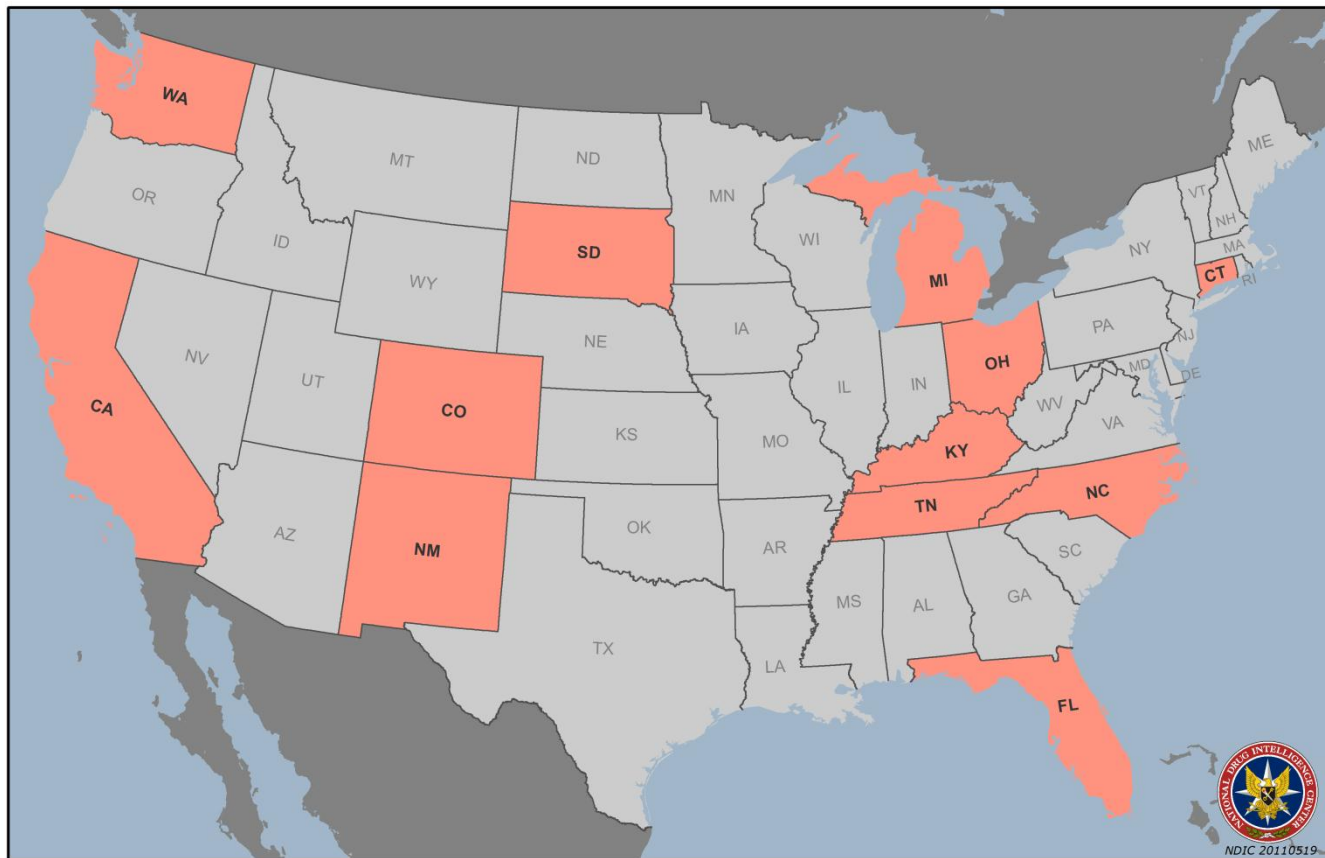 WA
MT
ND
MN
ME
OR
ID
SD
WI
VT
NH
NY
MA
CT
RI
WY
MI
IA
NE
PA
NJ
NV
UT
CO
IL
IN
OH
MD
DE
WV
VA
CA
KS
MO
KY
NC
TN
AZ
NM
OK
AR
SC
MS
AL
GA
TX
LA
FL
NATIONAL DRUG INTELLIGENCE CENTER
NDIC 20110519